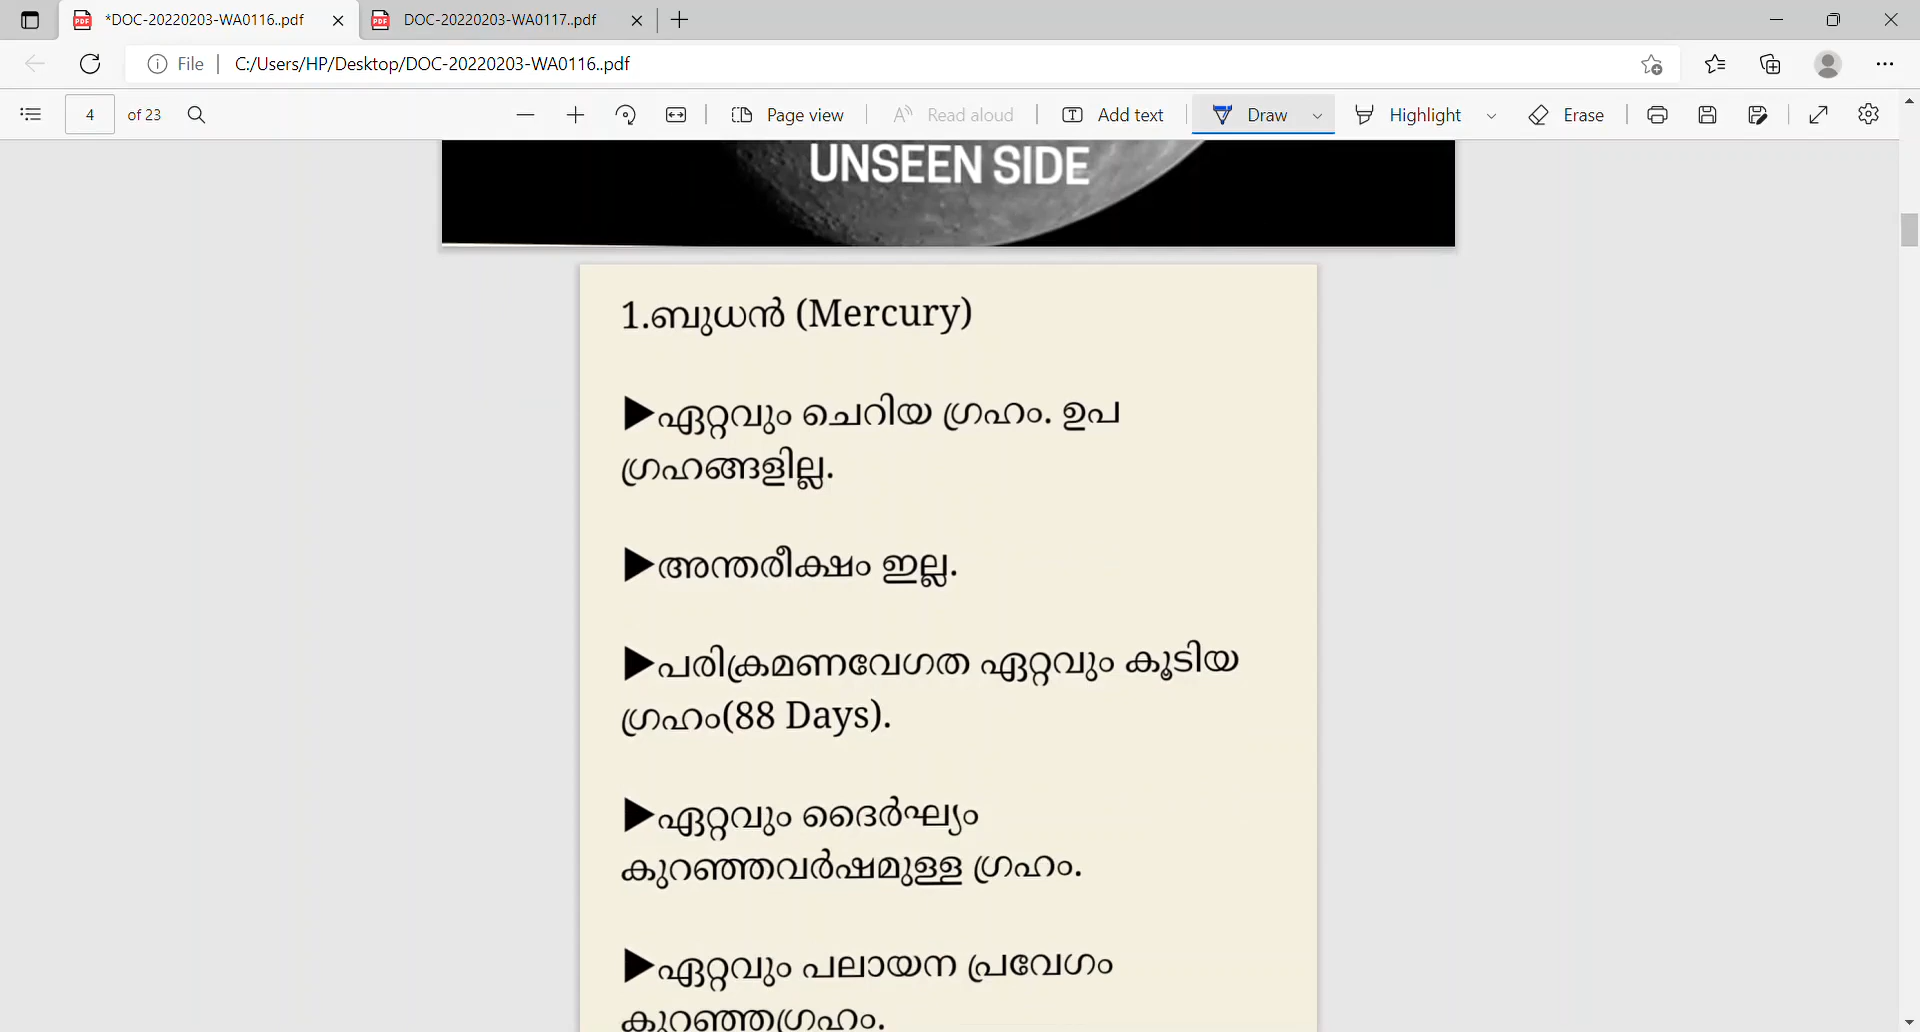 *DOC-20220203-WA0116..pdf
DOC-20220203-WA0117..pdf
File
C:/Users/HP/Desktop/DOC-20220203-WA0116..pdf
4 of 23
Page view
Read aloud
Add text
Draw
Highlight
Erase
UNSEEN SIDE
1.ബുധൻ (Mercury)
▶ഏറ്റവും ചെറിയ ഗ്രഹം. ഉപ
ഗ്രഹങ്ങളില്ല.
▶അന്തരീക്ഷം ഇല്ല.
▶പരിക്രമണവേഗത ഏറ്റവും കൂടിയ
ഗ്രഹം(88 Days).
▶ഏറ്റവും ദൈർഘ്യം
കുറഞ്ഞവർഷമുള്ള ഗ്രഹം.
▶ഏറ്റവും പലായന പ്രവേഗം
കുറഞ്ഞഗ്രഹം.